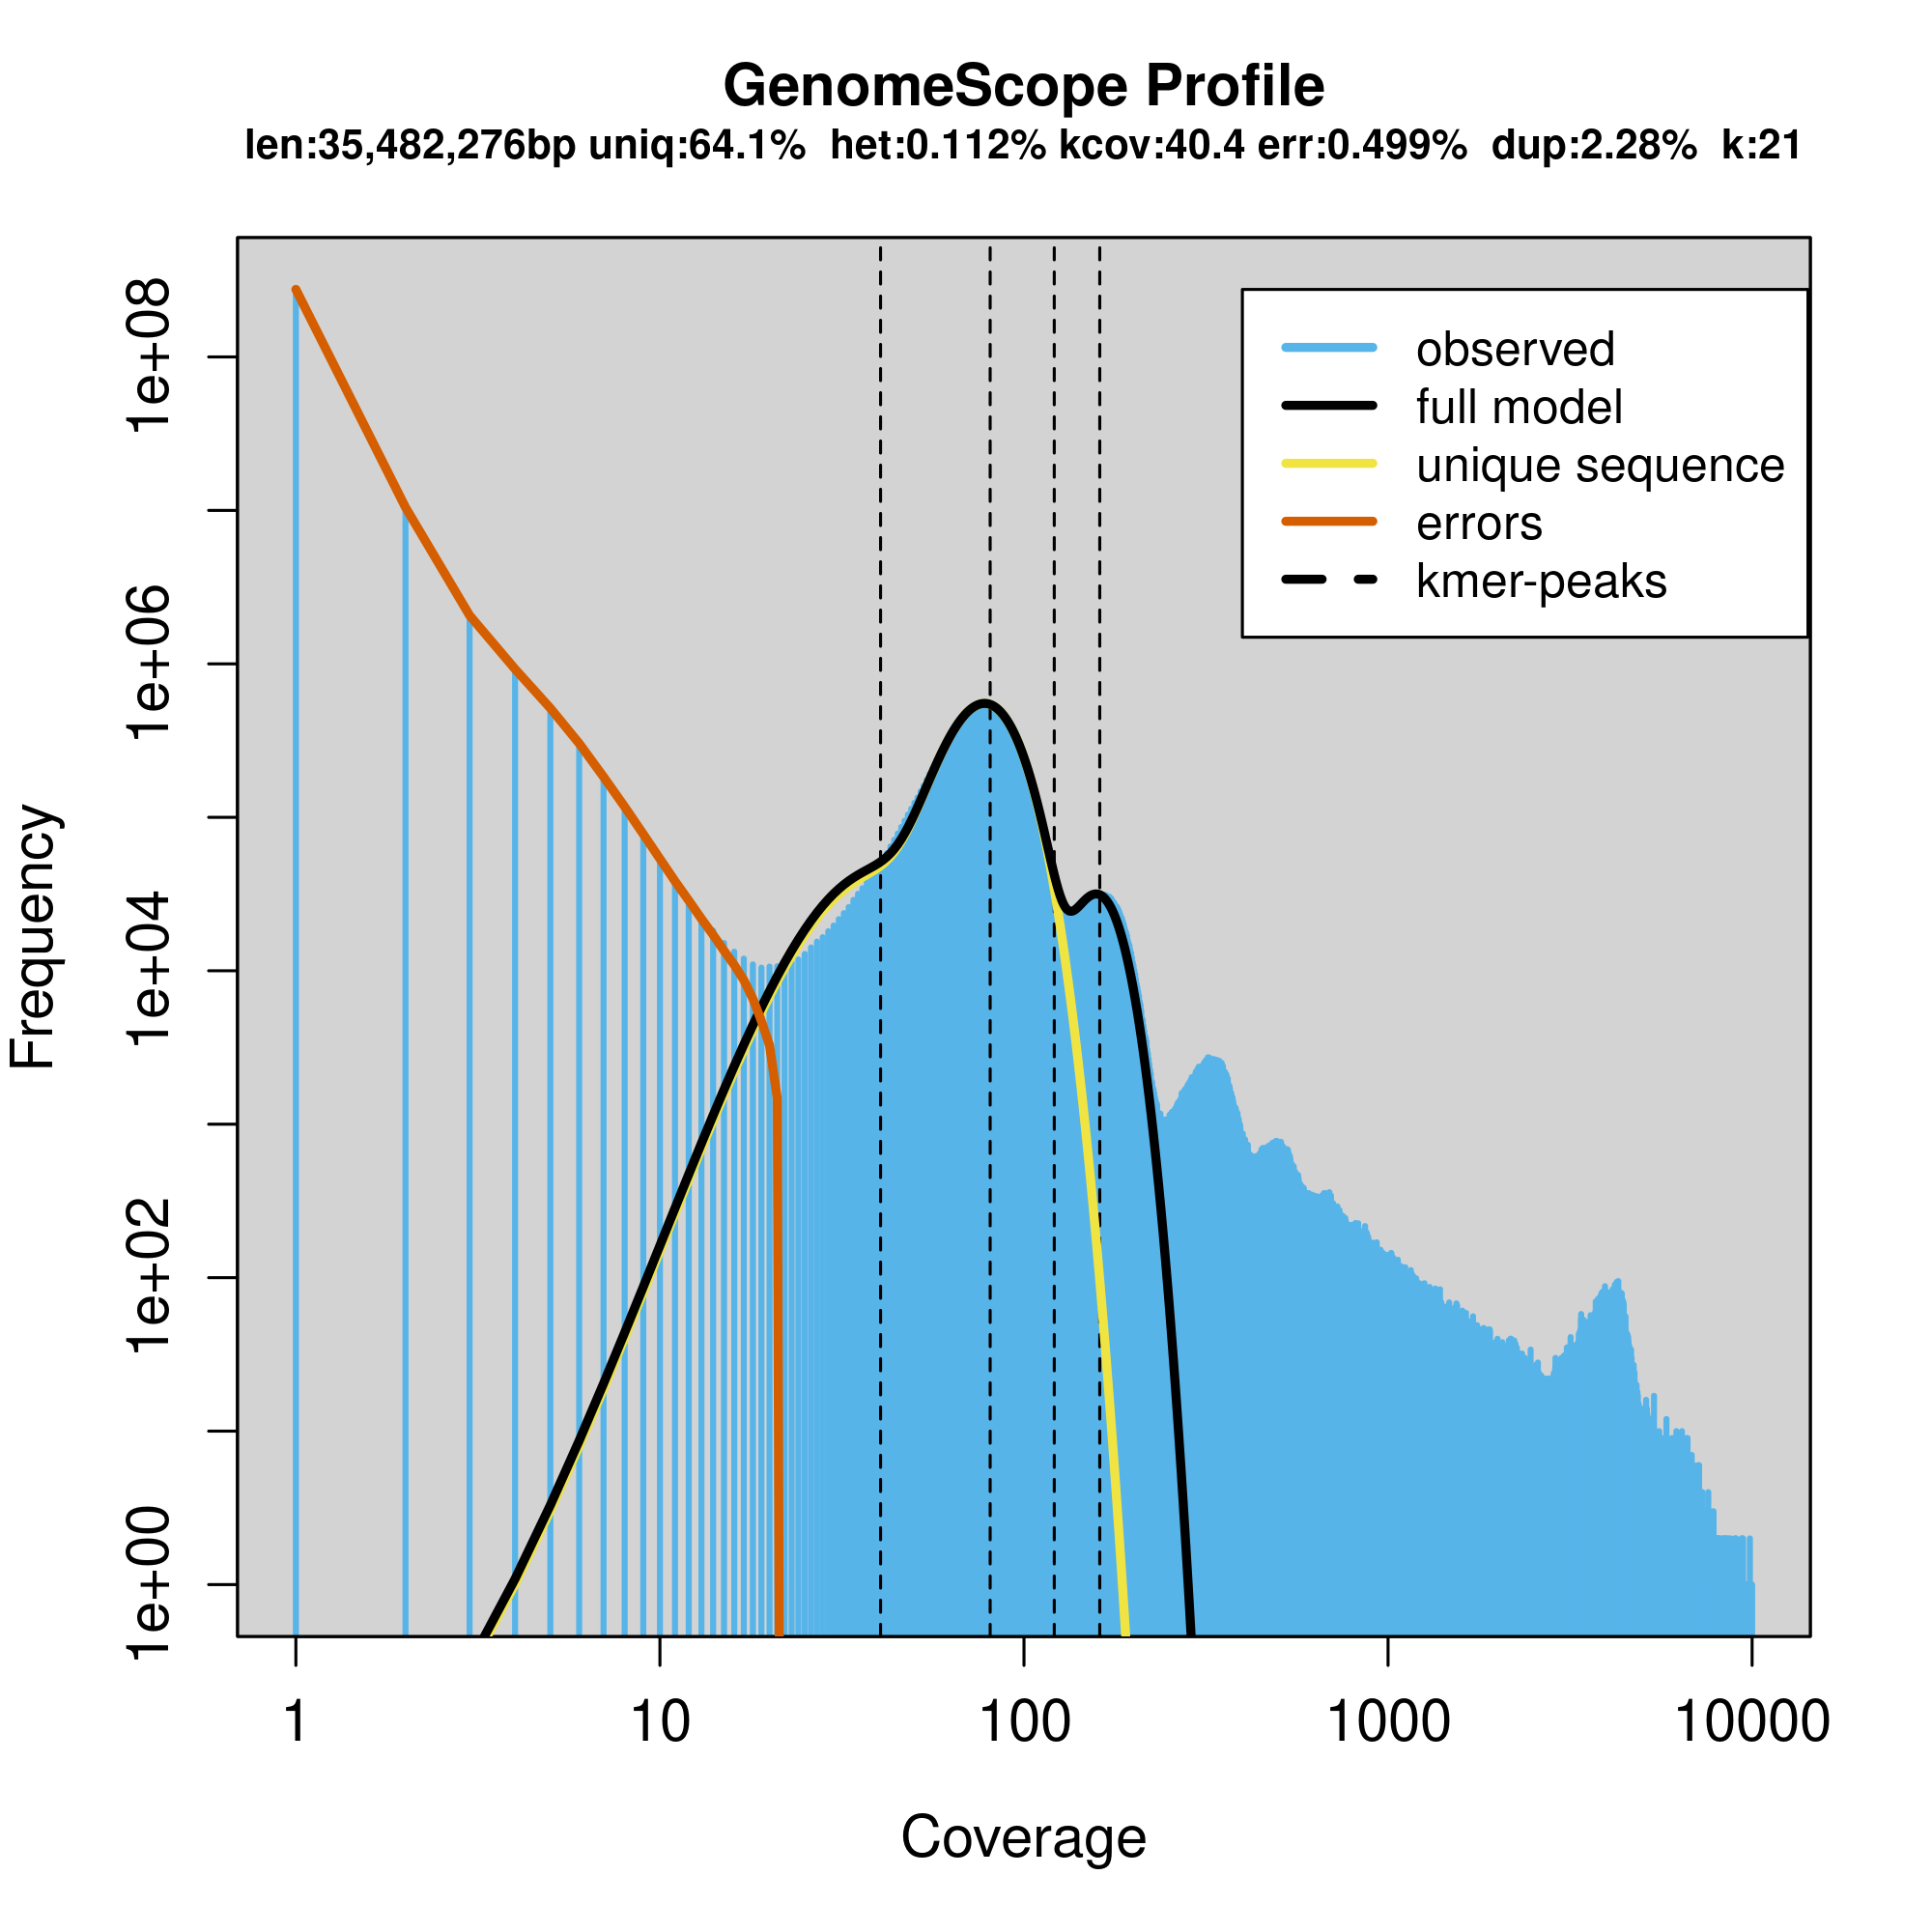 GenomeScope Profile
len:35,482,276bp uniq:64.1% het:0.112% kcov:40.4 err:0.499% dup:2.28% k:21
observed
full model
unique sequence
errors
kmer-peaks
Frequency
1e+08
1e+06
1e+04
1e+02
1e+00
1 10 100 1000 10000
Coverage